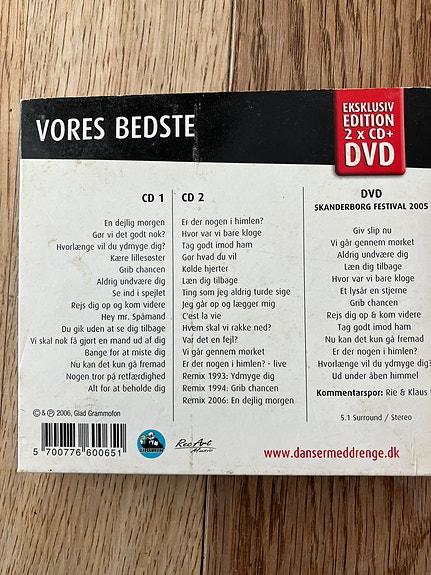 VORES BEDSTE
EKSKLUSIV
EDITION
2 x CD+
DVD
CD 1
En dejlig morgen
Gør vi det godt nok?
Hvorlænge vil du ydmyge dig?
Kære lillesøster
Grib chancen
Aldrig undvære dig
Se ind i spejlet
Rejs dig op og kom videre
Hey mr. Spåmand
Du gik uden at se dig tilbage
Vi skal nok få gjort en mand ud af dig
Bange for at miste dig
Nu kan det kun gå fremad
Nogen tror på retfærdighed
Alt for at beholde dig
CD 2
Er der nogen i himlen?
Hvor var vi bare kloge
Tag godt imod ham
Gør hvad du vil
Kolde hjerter
Læn dig tilbage
Ting som jeg aldrig turde sige
Jeg går op og lægger mig
C'est la vie
Hvem skal vi rakke ned?
Var det en fejl?
Vi går gennem mørket
Er der nogen i himlen? - live
Remix 1993: Ydmyge dig
Remix 1994: Grib chancen
Remix 2006: En dejlig morgen
DVD
SKANDERBORG FESTIVAL 2005
Giv slip nu
Vi går gennem mørket
Aldrig undvære dig
Læn dig tilbage
Hvor var vi bare kloge
Et lysår en stjerne
Grib chancen
Rejs dig op & kom videre
Tag godt imod ham
Nu kan det kun gå fremad
Er der nogen i himlen?
Hvorlænge vil du ydmyge dig?
Ud under åben himmel
Kommentarspor: Rie & Klaus
5.1 Surround / Stereo
© & ℗ 2006, Glad Grammofon
5 700776 600651
RecArt
Music
www.dansermeddrenge.dk